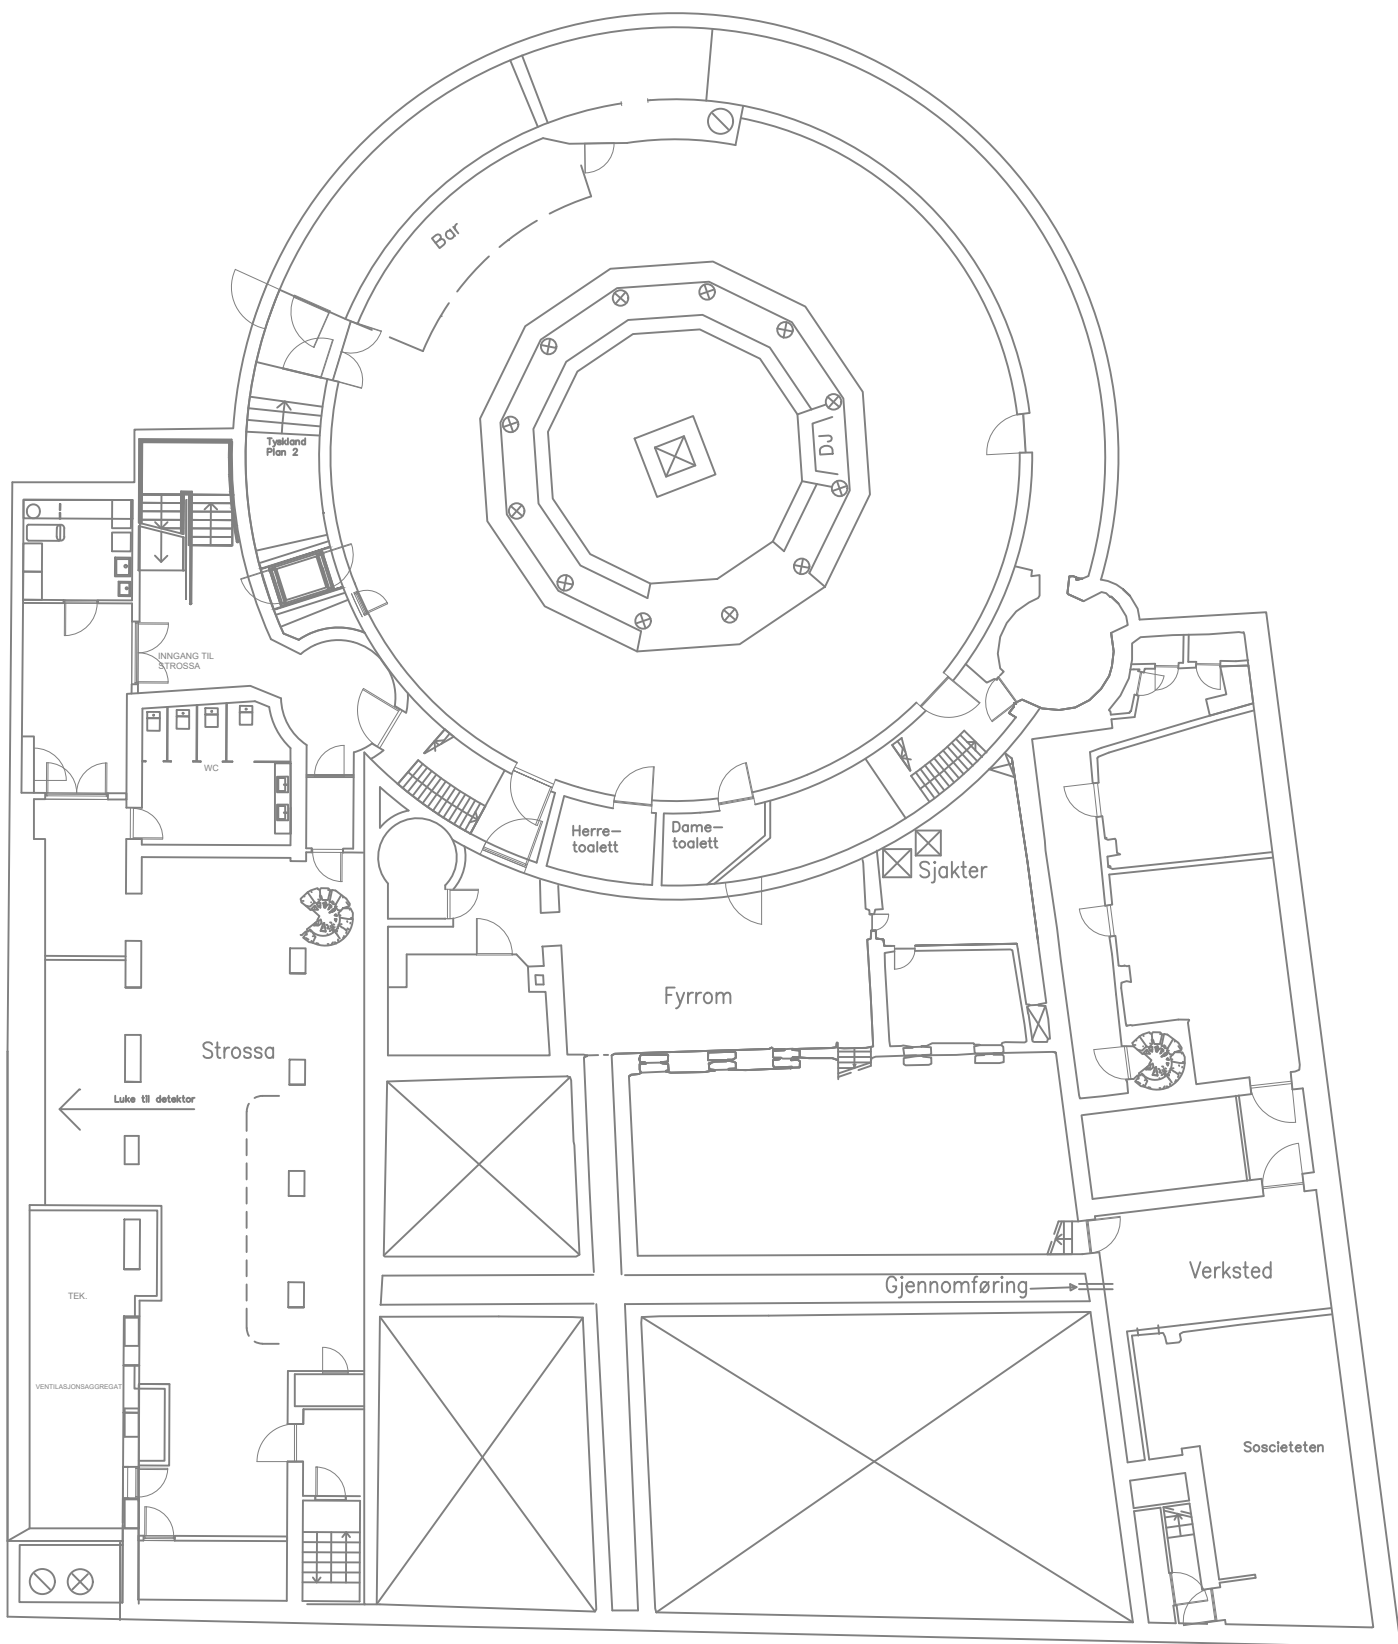 Bar
Tyskland
Plan 2
DJ
INNGANG TIL
STROSSA
WC
Herre-
toalett
Dame-
toalett
Sjakter
Fyrrom
Strossa
Luke til detektor
Gjennomføring
Verksted
TEK.
VENTILASJONSAGGREGAT
Soscieteten